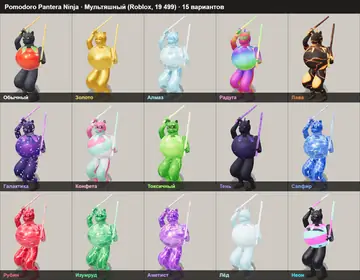 Pomodoro Pantera Ninja · Мультяшный (Roblox, 19 499) · 15 вариантов
Обычный
Золото
Алмаз
Радуга
Лава
Галактика
Конфета
Токсичный
Тень
Сапфир
Рубин
Изумруд
Аметист
Лёд
Неон